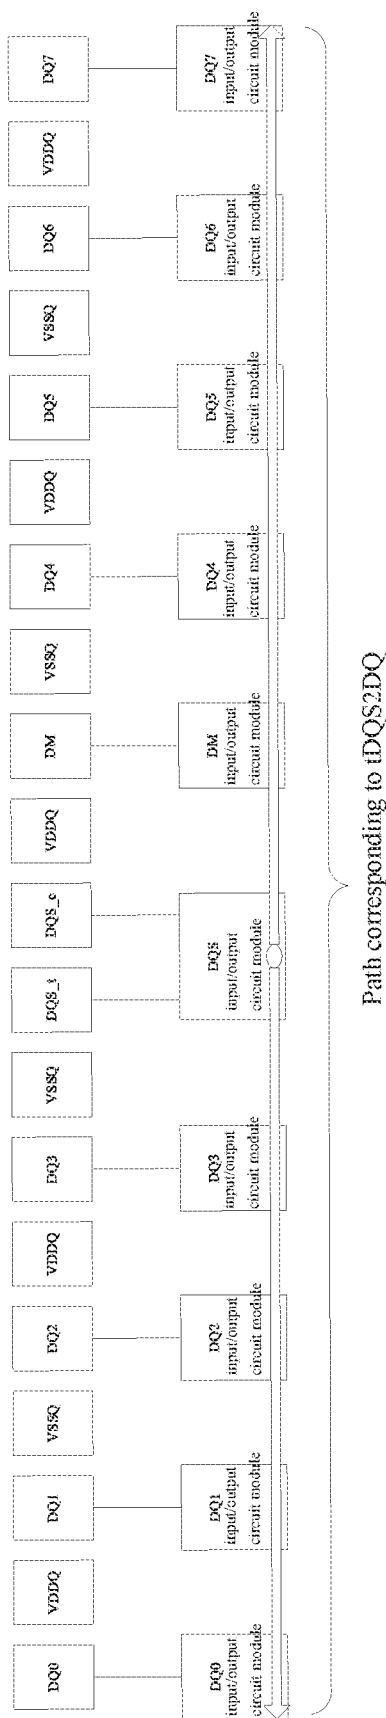 DQ0
VDDQ
DQ1
VSSQ
DQ2
VDDQ
DQ3
VSSQ
DQS_t
DQS_c
VDDQ
DM
VSSQ
DQ4
VDDQ
DQ5
VSSQ
DQ6
VDDQ
DQ7
DQ0
input/output
circuit module
DQ1
input/output
circuit module
DQ2
input/output
circuit module
DQ3
input/output
circuit module
DQS
input/output
circuit module
DM
input/output
circuit module
DQ4
input/output
circuit module
DQ5
input/output
circuit module
DQ6
input/output
circuit module
DQ7
input/output
circuit module
Path corresponding to tDQS2DQ